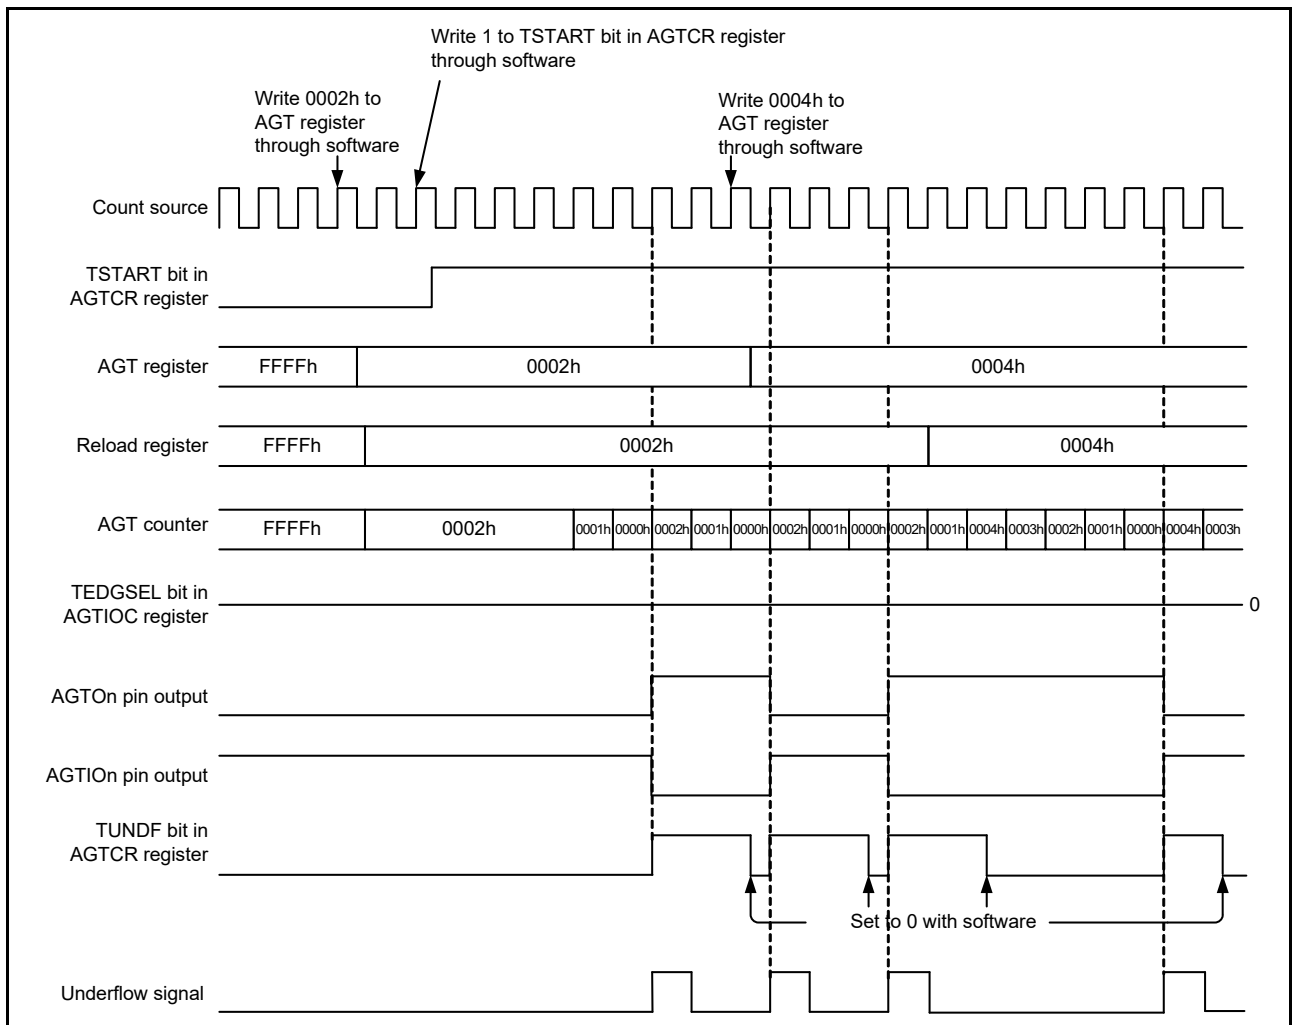 Write 1 to TSTART bit in AGTCR register
through software
Write 0002h to
AGT register
through software
Write 0004h to
AGT register
through software
Count source
TSTART bit in
AGTCR register
AGT register
FFFFh
0002h
0004h
Reload register
FFFFh
0002h
0004h
AGT counter
FFFFh
0002h
0001h 0000h 0002h 0001h 0000h 0002h 0001h 0000h 0002h 0001h 0004h 0003h 0002h 0001h 0000h 0004h 0003h
TEDGSEL bit in
AGTIOC register
0
AGTOn pin output
AGTIOn pin output
TUNDF bit in
AGTCR register
Set to 0 with software
Underflow signal